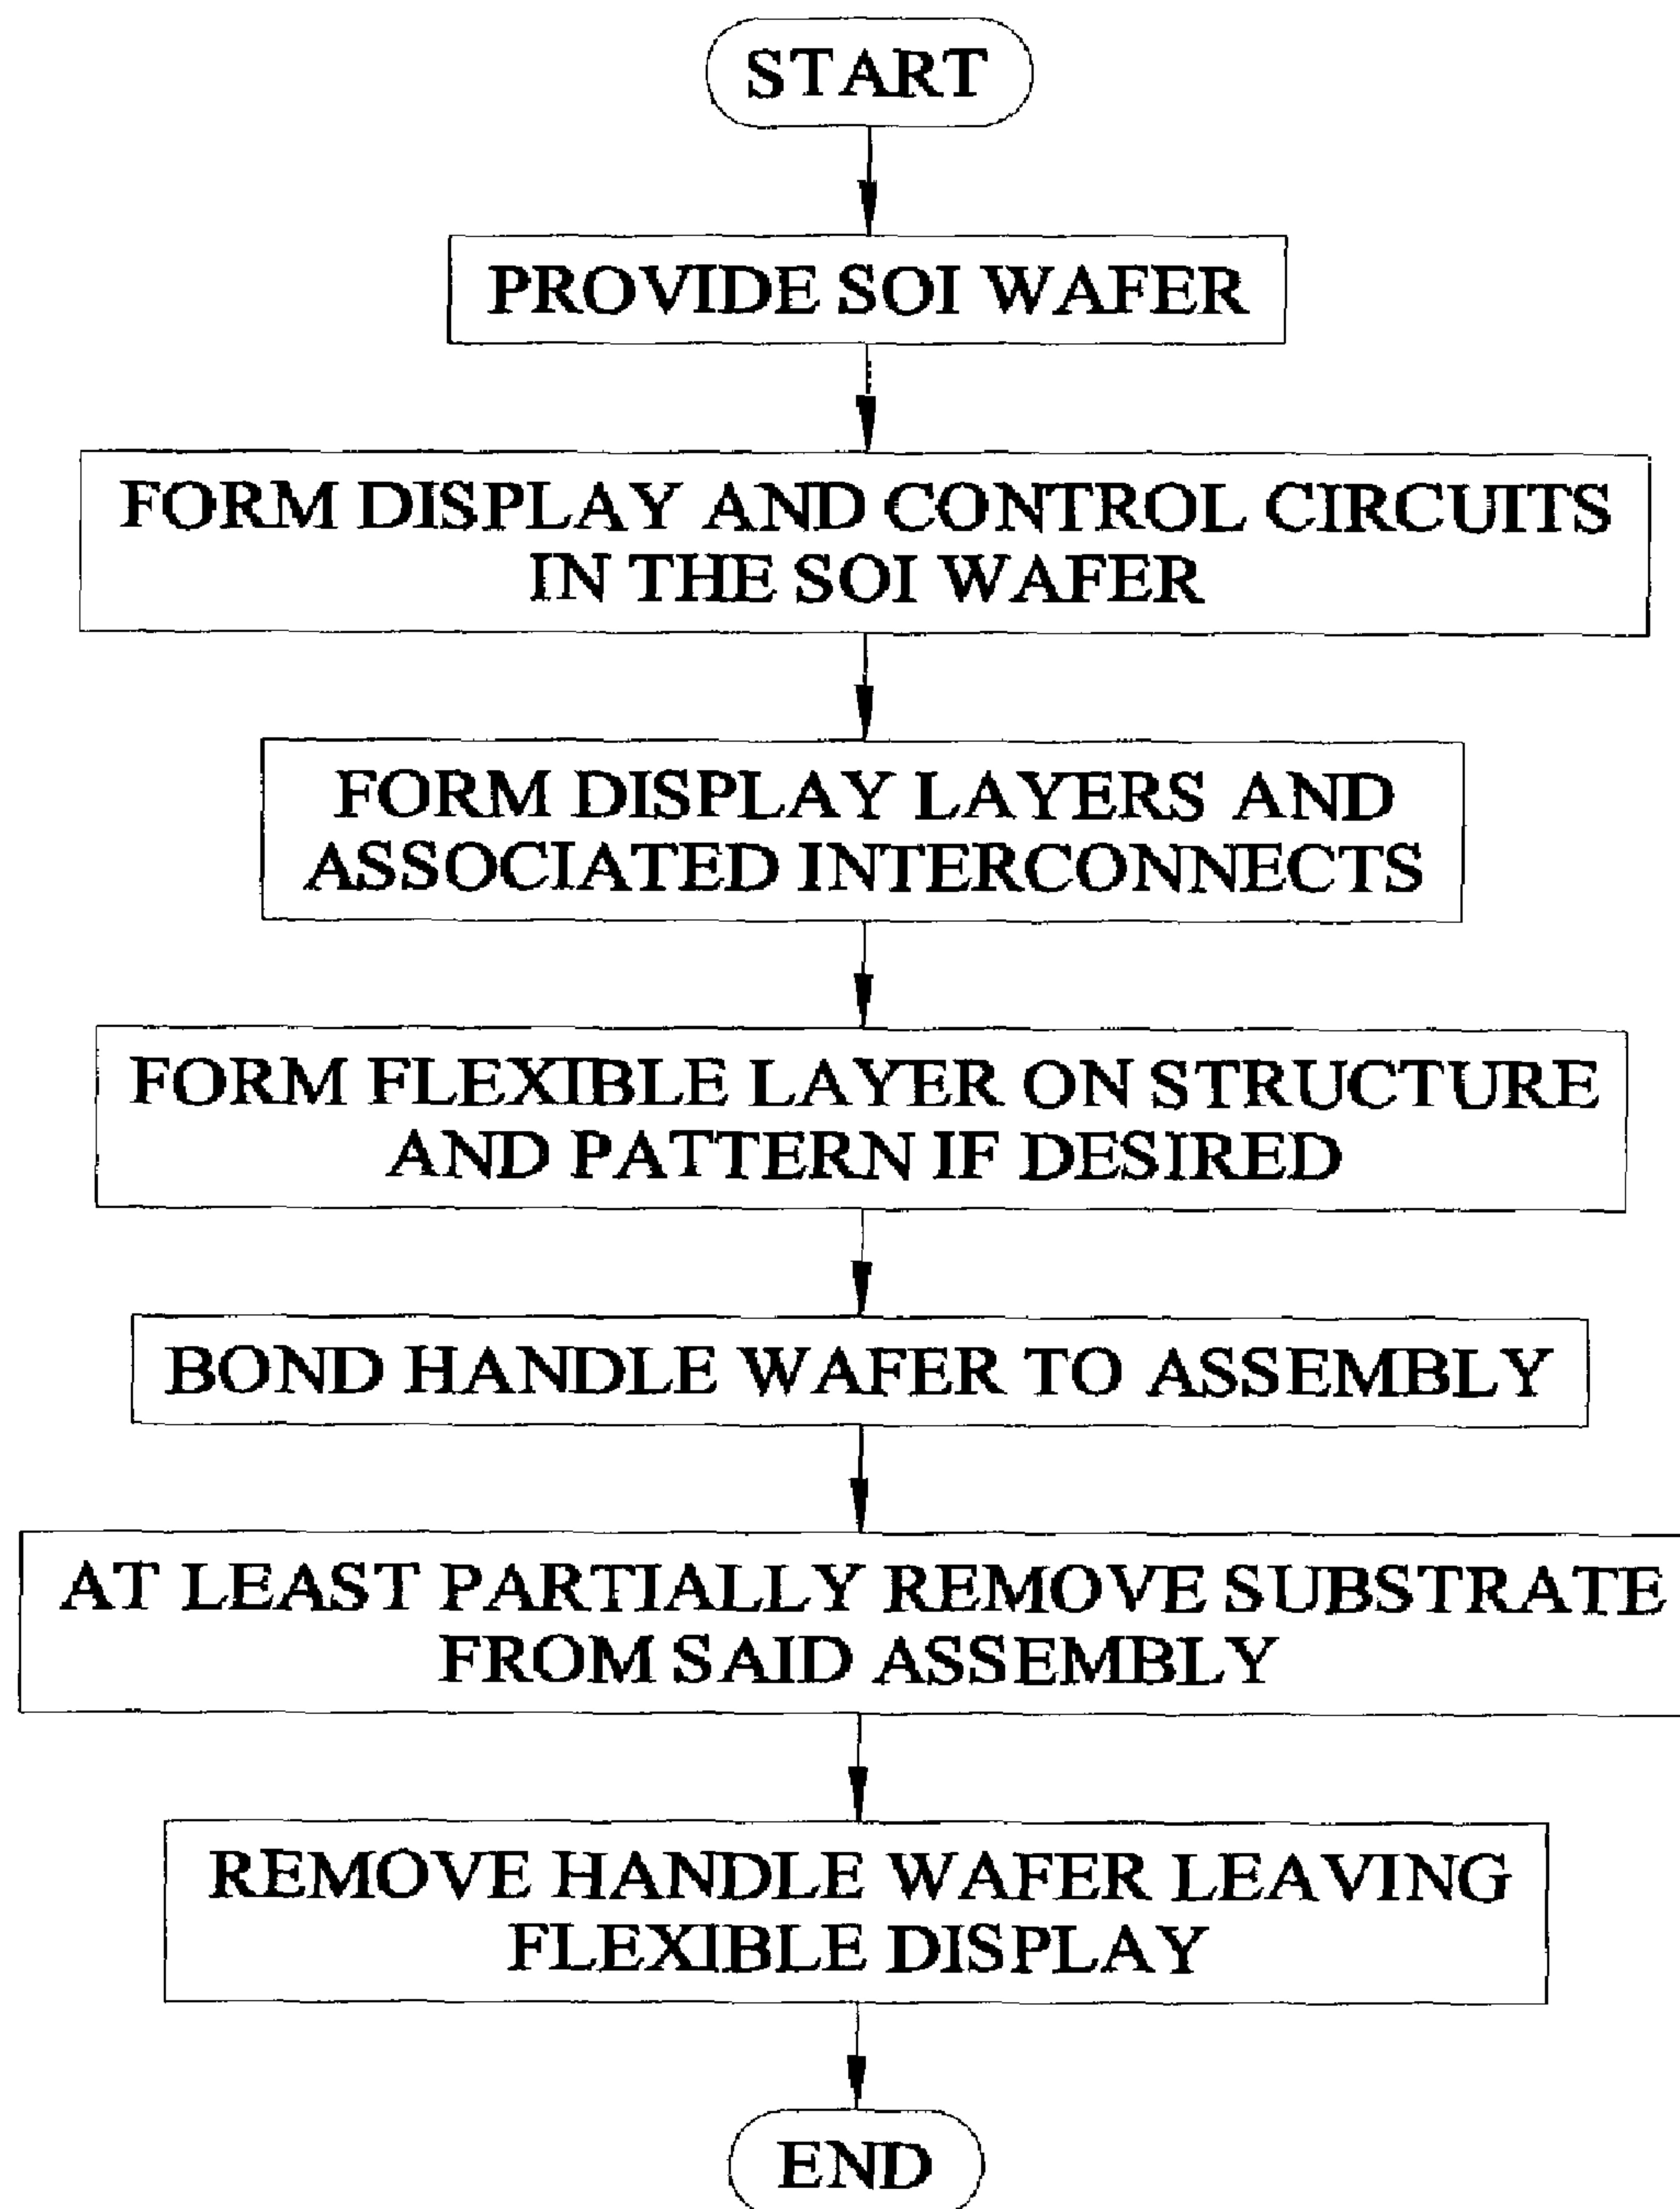 START
PROVIDE SOI WAFER
FORM DISPLAY AND CONTROL CIRCUITS
IN THE SOI WAFER
FORM DISPLAY LAYERS AND
ASSOCIATED INTERCONNECTS
FORM FLEXIBLE LAYER ON STRUCTURE
AND PATTERN IF DESIRED
BOND HANDLE WAFER TO ASSEMBLY
AT LEAST PARTIALLY REMOVE SUBSTRATE
FROM SAID ASSEMBLY
REMOVE HANDLE WAFER LEAVING
FLEXIBLE DISPLAY
END